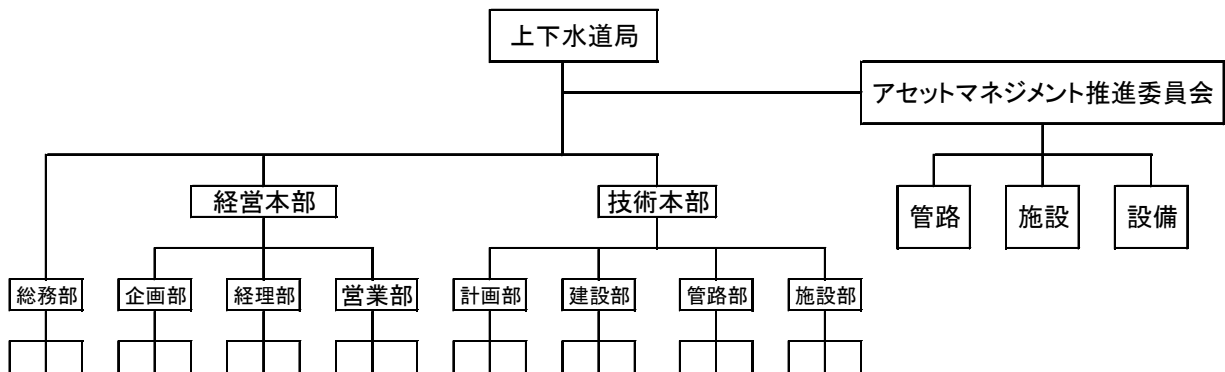 上下水道局
アセットマネジメント推進委員会
経営本部
技術本部
管路
施設
設備
総務部
企画部
経理部
営業部
計画部
建設部
管路部
施設部